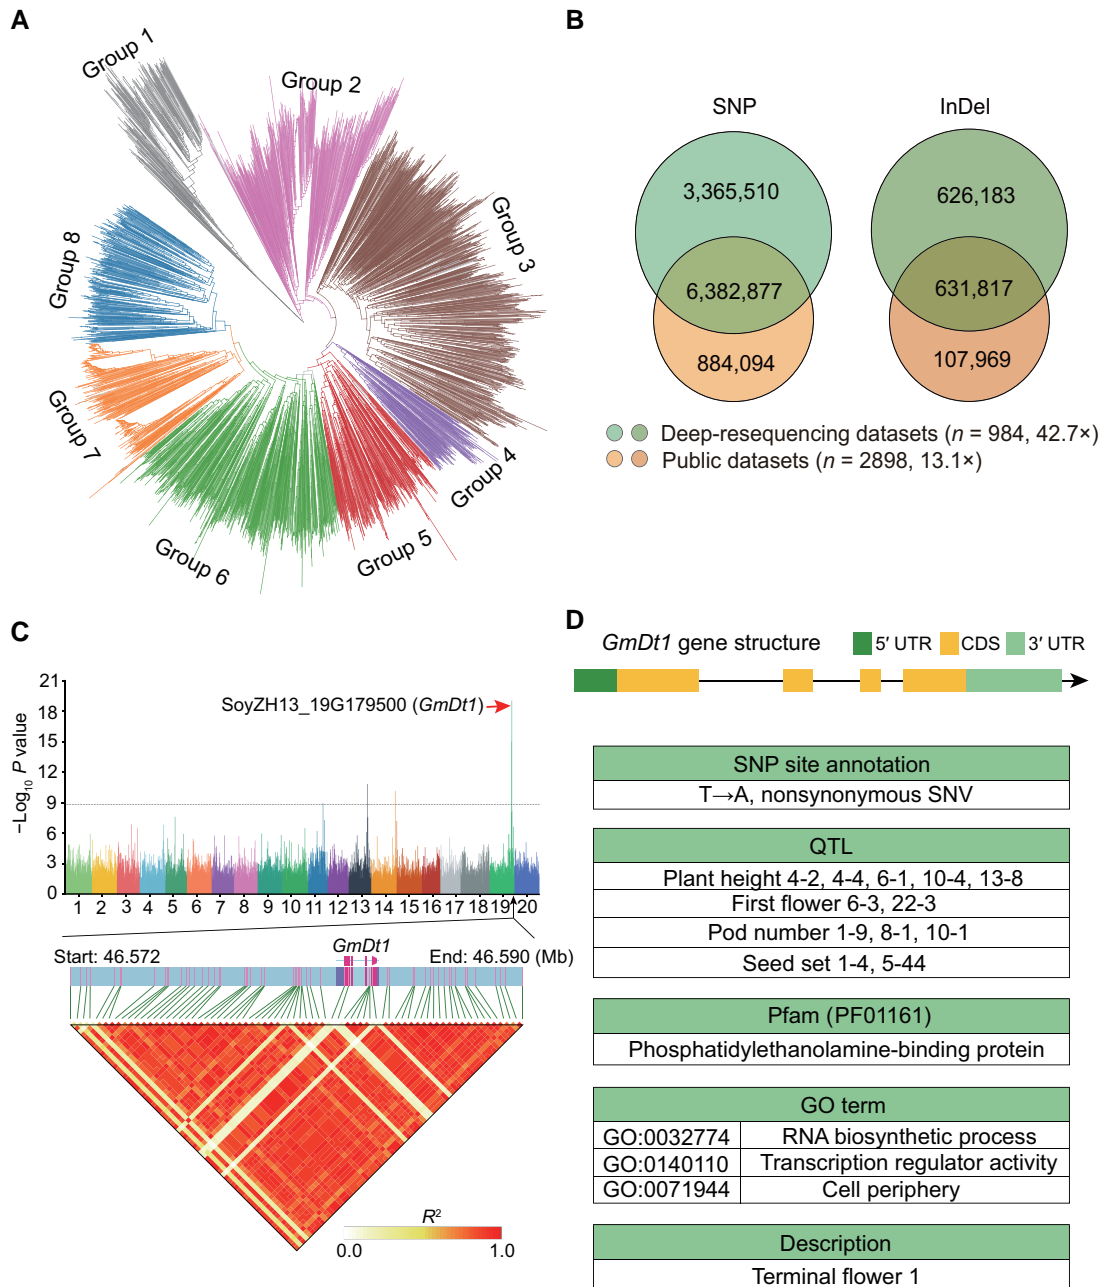 A
Group 1
Group 2
Group 3
Group 4
Group 5
Group 6
Group 7
Group 8
B
SNP
InDel
3,365,510
626,183
6,382,877
631,817
884,094
107,969
Deep-resequencing datasets (n = 984, 42.7×)
Public datasets (n = 2898, 13.1×)
C
−Log10 P value
21
18
15
12
9
6
3
0
SoyZH13_19G179500 (GmDt1)
1 2 3 4 5 6 7 8 9 10 11 12 13 14 15 16 17 18 19 20
GmDt1
Start: 46.572
End: 46.590 (Mb)
R²
0.0
1.0
D
GmDt1 gene structure
5′ UTR
CDS
3′ UTR
SNP site annotation
T→A, nonsynonymous SNV
QTL
Plant height 4-2, 4-4, 6-1, 10-4, 13-8
First flower 6-3, 22-3
Pod number 1-9, 8-1, 10-1
Seed set 1-4, 5-44
Pfam (PF01161)
Phosphatidylethanolamine-binding protein
GO term
GO:0032774 RNA biosynthetic process
GO:0140110 Transcription regulator activity
GO:0071944 Cell periphery
Description
Terminal flower 1